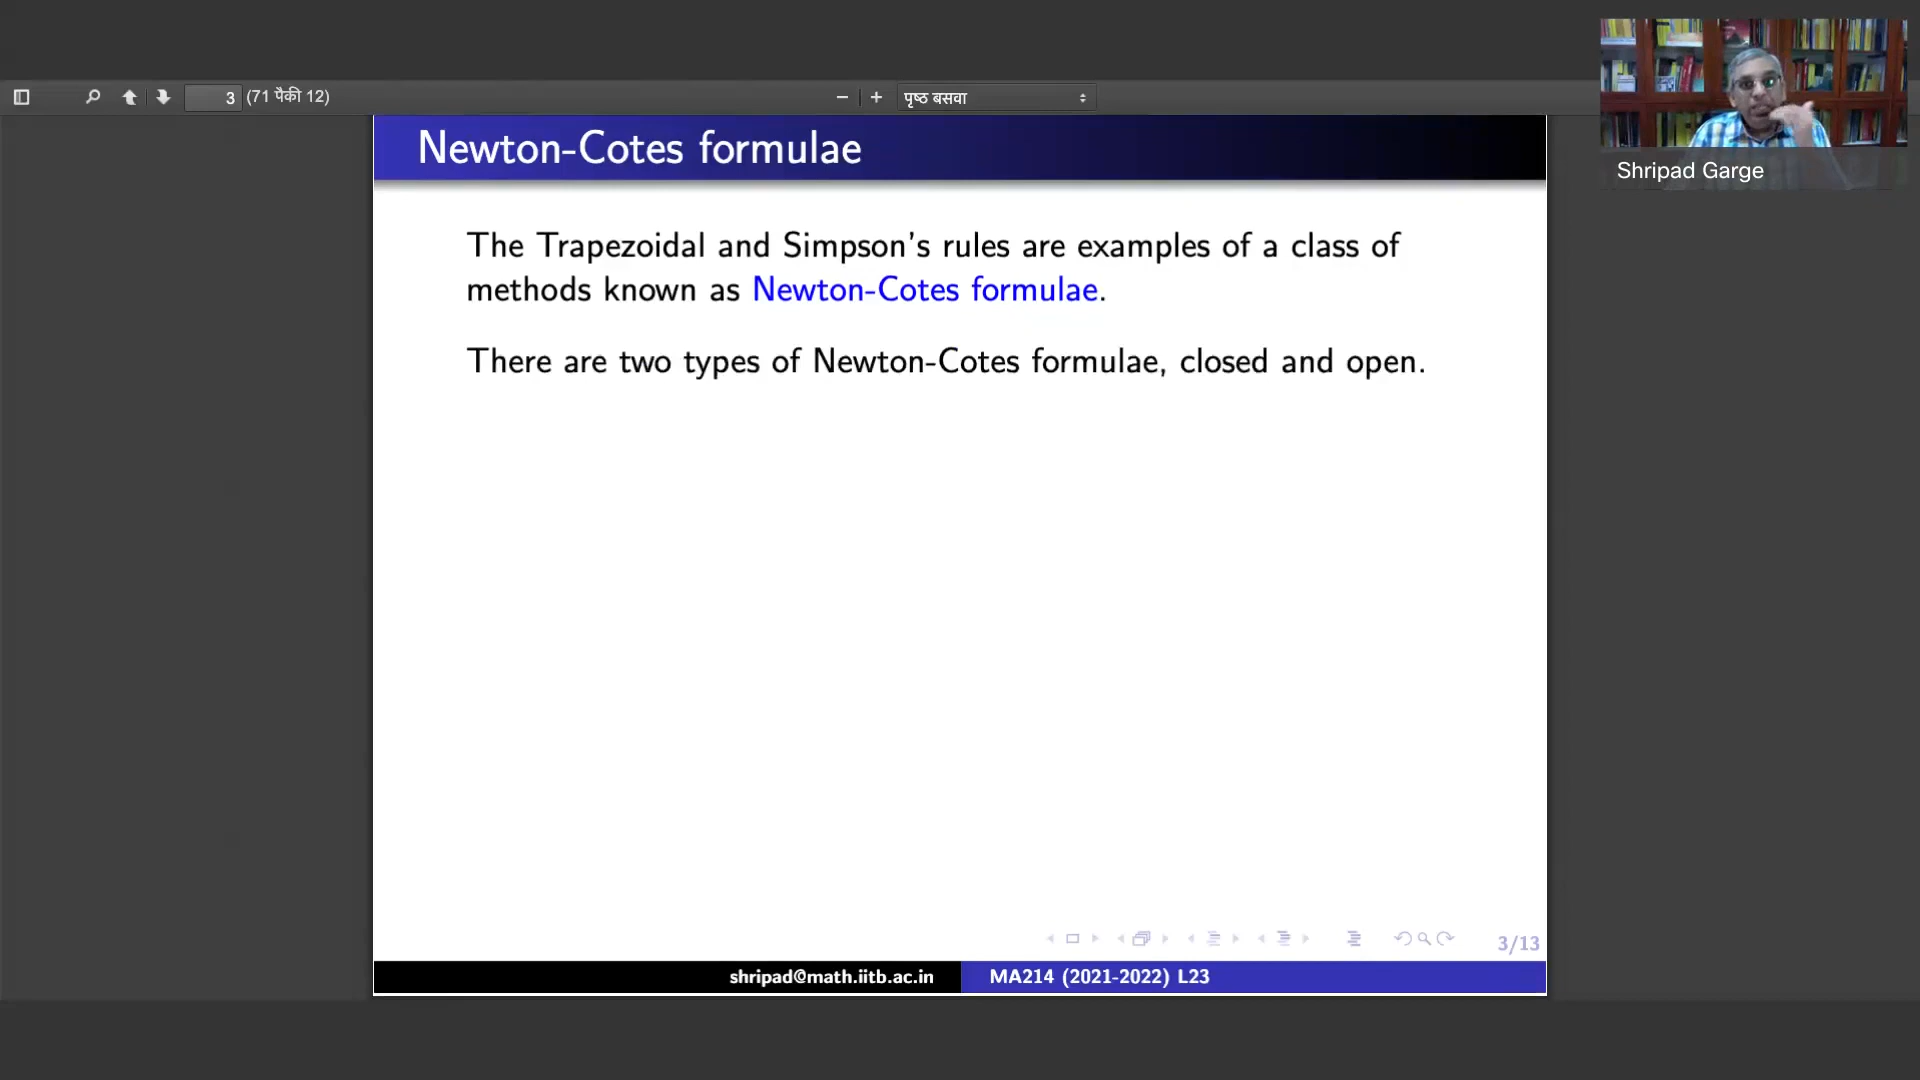 Shripad Garge
3 (71 पैकी 12)
पृष्ठ बसवा
Newton-Cotes formulae
The Trapezoidal and Simpson's rules are examples of a class of
methods known as Newton-Cotes formulae.
There are two types of Newton-Cotes formulae, closed and open.
3/13
shripad@math.iitb.ac.in MA214 (2021-2022) L23